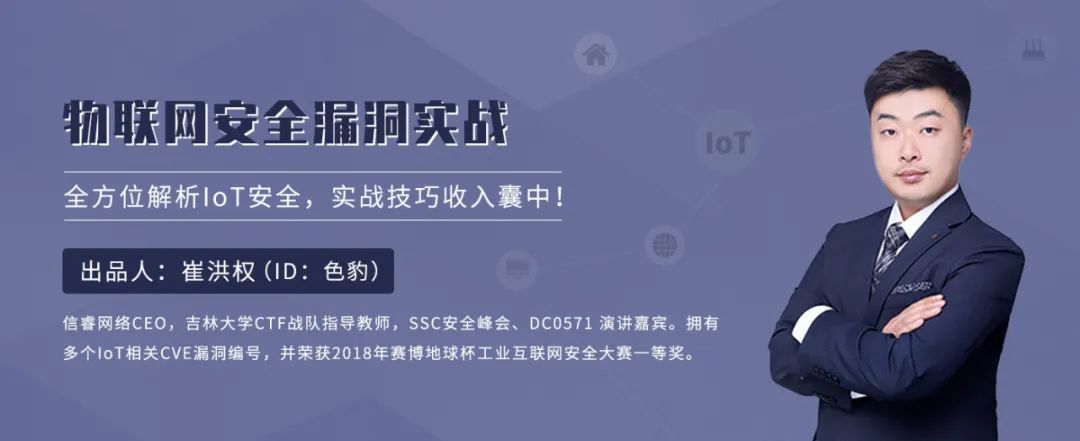 物联网安全漏洞实战
IoT
全方位解析IoT安全，实战技巧收入囊中！
出品人：崔洪权（ID：色豹）
信睿网络CEO，吉林大学CTF战队指导教师，SSC安全峰会、DC0571 演讲嘉宾。拥有
多个IoT相关CVE漏洞编号，并荣获2018年赛博地球杯工业互联网安全大赛一等奖。